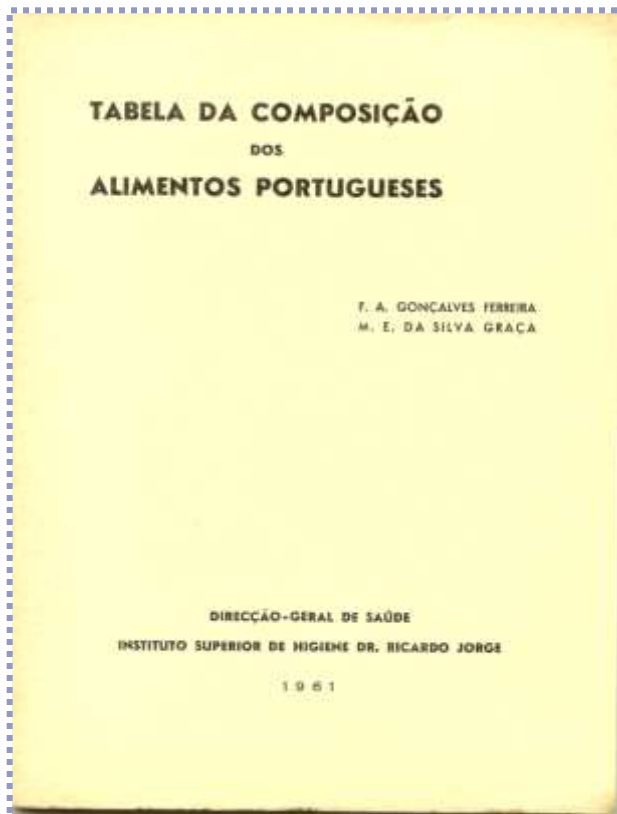 TABELA DA COMPOSIÇÃO
DOS
ALIMENTOS PORTUGUESES
F. A. GONÇALVES FERREIRA
M. E. DA SILVA GRAÇA
DIRECÇÃO-GERAL DE SAÚDE
INSTITUTO SUPERIOR DE HIGIENE DR. RICARDO JORGE
1961